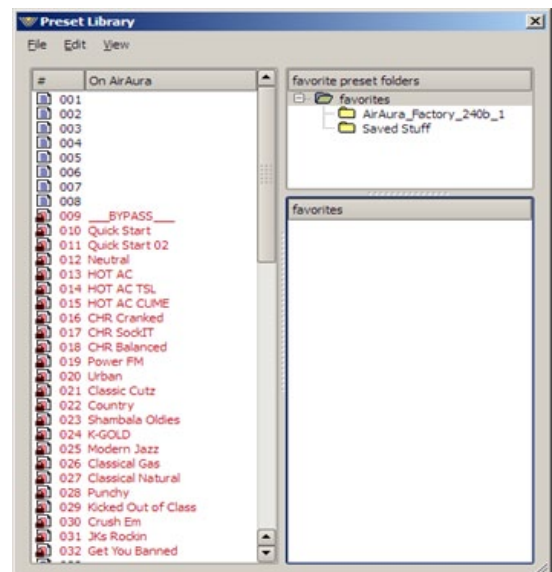 Preset Library
File Edit View
# On AirAura
001
002
003
004
005
006
007
008
009 __BYPASS__
010 Quick Start
011 Quick Start 02
012 Neutral
013 HOT AC
014 HOT AC TSL
015 HOT AC CUME
016 CHR Cranked
017 CHR SockIT
018 CHR Balanced
019 Power FM
020 Urban
021 Classic Cutz
022 Country
023 Shambala Oldies
024 K-GOLD
025 Modern Jazz
026 Classical Gas
027 Classical Natural
028 Punchy
029 Kicked Out of Class
030 Crush Em
031 JKs Rockin
032 Get You Banned
favorite preset folders
favorites
AirAura_Factory_240b_1
Saved Stuff
favorites